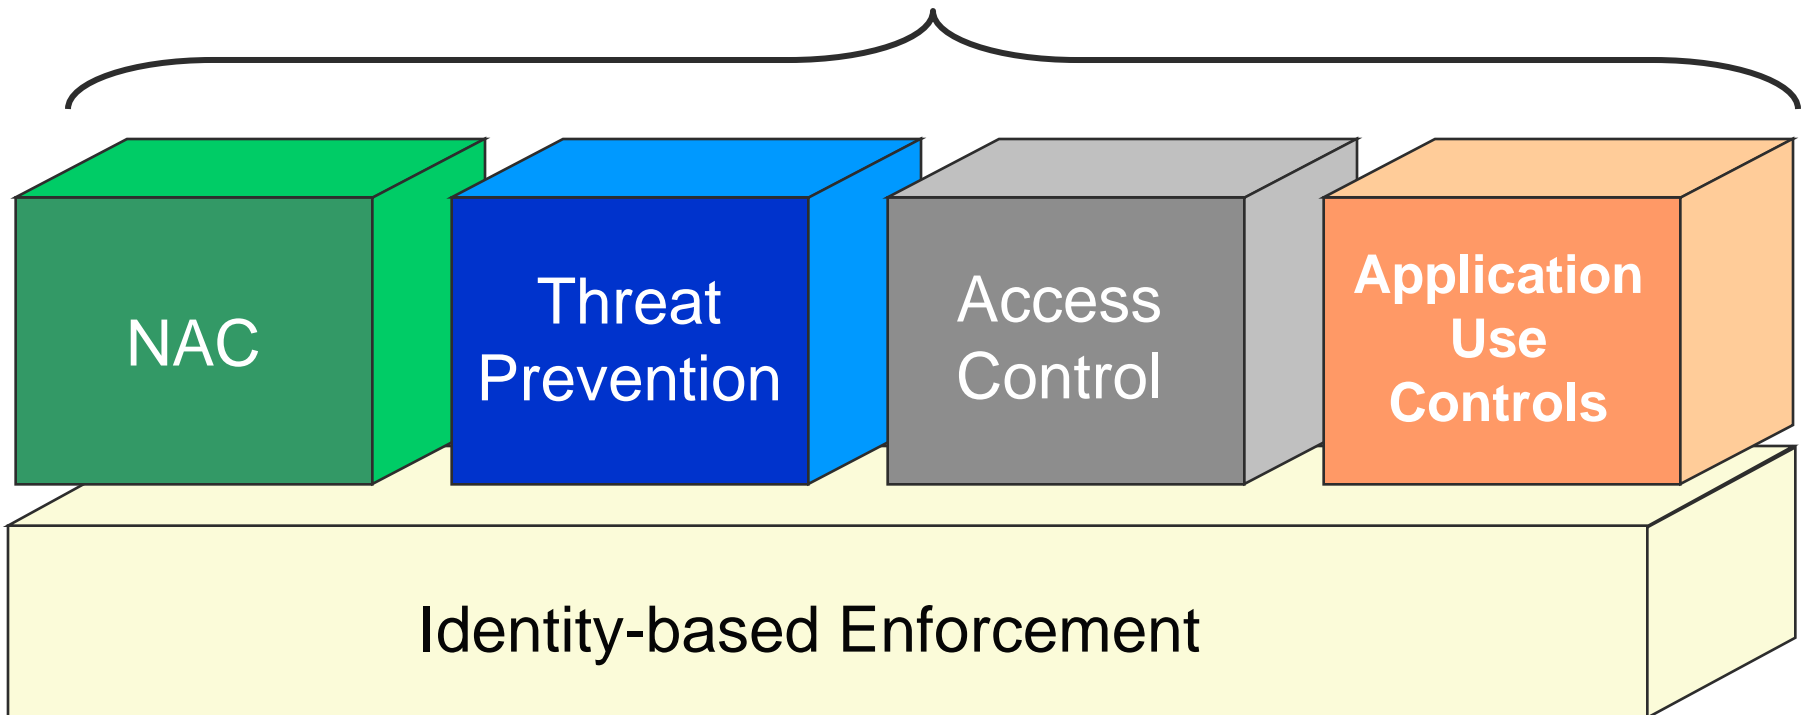 NAC
Threat
Prevention
Access
Control
Application
Use
Controls
Identity-based Enforcement